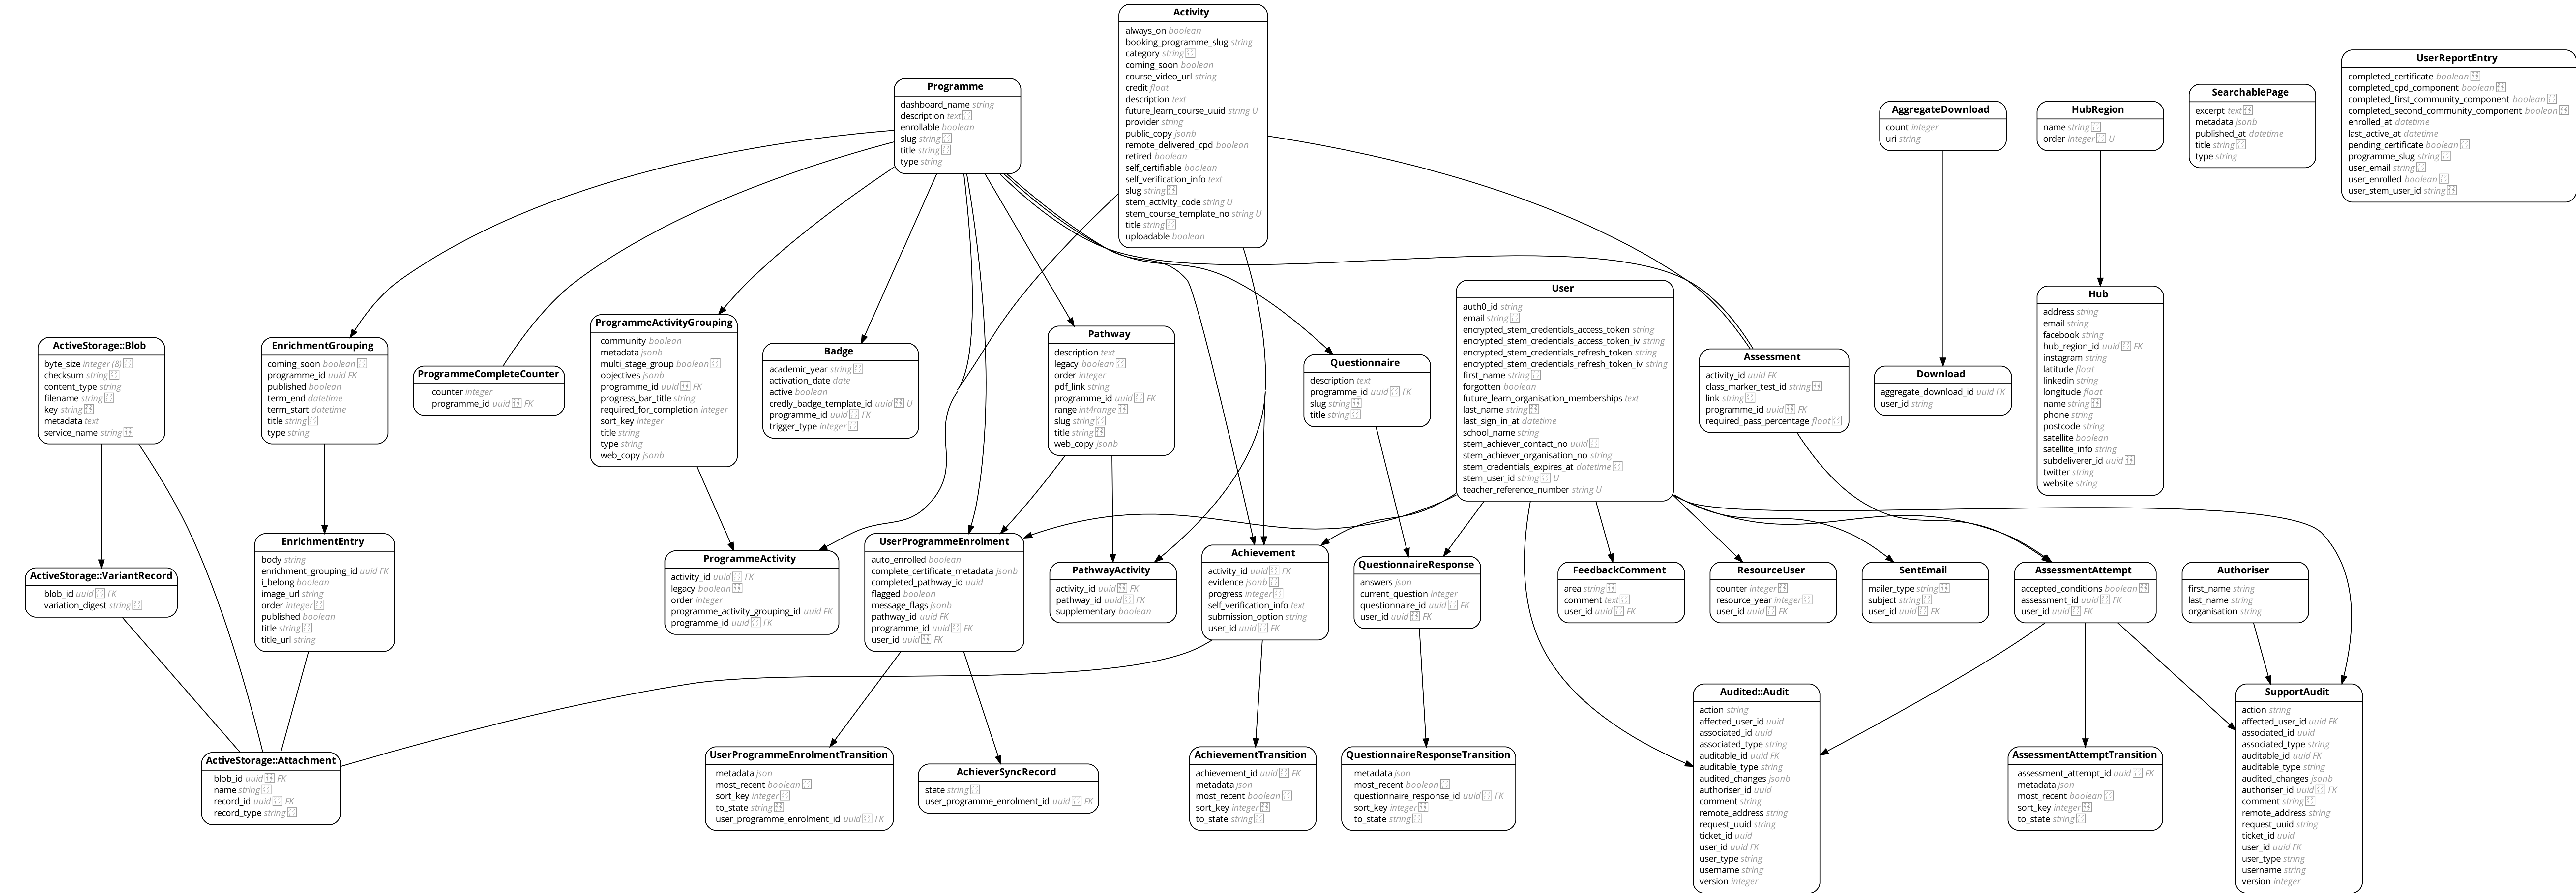 Activity
always_on boolean
booking_programme_slug string
category string
coming_soon boolean
course_video_url string
credit float
description text
future_learn_course_uuid string U
provider string
public_copy jsonb
remote_delivered_cpd boolean
retired boolean
self_certifiable boolean
self_verification_info text
slug string
stem_activity_code string U
stem_course_template_no string U
title string
uploadable boolean
Programme
dashboard_name string
description text
enrollable boolean
slug string
title string
type string
AggregateDownload
count integer
uri string
HubRegion
name string
order integer U
SearchablePage
excerpt text
metadata jsonb
published_at datetime
title string
type string
UserReportEntry
completed_certificate boolean
completed_cpd_component boolean
completed_first_community_component boolean
completed_second_community_component boolean
enrolled_at datetime
last_active_at datetime
pending_certificate boolean
programme_slug string
user_email string
user_enrolled boolean
user_stem_user_id string
ActiveStorage::Blob
byte_size integer (8)
checksum string
content_type string
filename string
key string
metadata text
service_name string
EnrichmentGrouping
coming_soon boolean
programme_id uuid FK
published boolean
term_end datetime
term_start datetime
title string
type string
ProgrammeCompleteCounter
counter integer
programme_id uuid FK
ProgrammeActivityGrouping
community boolean
metadata jsonb
multi_stage_group boolean
objectives jsonb
programme_id uuid FK
progress_bar_title string
required_for_completion integer
sort_key integer
title string
type string
web_copy jsonb
Badge
academic_year string
activation_date date
active boolean
credly_badge_template_id uuid U
programme_id uuid FK
trigger_type integer
Pathway
description text
legacy boolean
order integer
pdf_link string
programme_id uuid FK
range int4range
slug string
title string
web_copy jsonb
Questionnaire
description text
programme_id uuid FK
slug string
title string
User
auth0_id string
email string
encrypted_stem_credentials_access_token string
encrypted_stem_credentials_access_token_iv string
encrypted_stem_credentials_refresh_token string
encrypted_stem_credentials_refresh_token_iv string
first_name string
forgotten boolean
future_learn_organisation_memberships text
last_name string
last_sign_in_at datetime
school_name string
stem_achiever_contact_no uuid
stem_achiever_organisation_no string
stem_credentials_expires_at datetime
stem_user_id string U
teacher_reference_number string U
Assessment
activity_id uuid FK
class_marker_test_id string
link string
programme_id uuid FK
required_pass_percentage float
Download
aggregate_download_id uuid FK
user_id string
Hub
address string
email string
facebook string
hub_region_id uuid FK
instagram string
latitude float
linkedin string
longitude float
name string
phone string
postcode string
satellite boolean
satellite_info string
subdeliverer_id uuid
twitter string
website string
ActiveStorage::VariantRecord
blob_id uuid FK
variation_digest string
EnrichmentEntry
body string
enrichment_grouping_id uuid FK
i_belong boolean
image_url string
order integer
published boolean
title string
title_url string
ProgrammeActivity
activity_id uuid FK
legacy boolean
order integer
programme_activity_grouping_id uuid FK
programme_id uuid FK
UserProgrammeEnrolment
auto_enrolled boolean
complete_certificate_metadata jsonb
completed_pathway_id uuid
flagged boolean
message_flags jsonb
pathway_id uuid FK
programme_id uuid FK
user_id uuid FK
PathwayActivity
activity_id uuid FK
pathway_id uuid FK
supplementary boolean
Achievement
activity_id uuid FK
evidence jsonb
progress integer
self_verification_info text
submission_option string
user_id uuid FK
QuestionnaireResponse
answers json
current_question integer
questionnaire_id uuid FK
user_id uuid FK
FeedbackComment
area string
comment text
user_id uuid FK
ResourceUser
counter integer
resource_year integer
user_id uuid FK
SentEmail
mailer_type string
subject string
user_id uuid FK
AssessmentAttempt
accepted_conditions boolean
assessment_id uuid FK
user_id uuid FK
Authoriser
first_name string
last_name string
organisation string
ActiveStorage::Attachment
blob_id uuid FK
name string
record_id uuid FK
record_type string
UserProgrammeEnrolmentTransition
metadata json
most_recent boolean
sort_key integer
to_state string
user_programme_enrolment_id uuid FK
AchieverSyncRecord
state string
user_programme_enrolment_id uuid FK
AchievementTransition
achievement_id uuid FK
metadata json
most_recent boolean
sort_key integer
to_state string
QuestionnaireResponseTransition
metadata json
most_recent boolean
questionnaire_response_id uuid FK
sort_key integer
to_state string
Audited::Audit
action string
affected_user_id uuid
associated_id uuid
associated_type string
auditable_id uuid FK
auditable_type string
audited_changes jsonb
authoriser_id uuid
comment string
remote_address string
request_uuid string
ticket_id uuid
user_id uuid FK
user_type string
username string
version integer
AssessmentAttemptTransition
assessment_attempt_id uuid FK
metadata json
most_recent boolean
sort_key integer
to_state string
SupportAudit
action string
affected_user_id uuid FK
associated_id uuid
associated_type string
auditable_id uuid FK
auditable_type string
audited_changes jsonb
authoriser_id uuid FK
comment string
remote_address string
request_uuid string
ticket_id uuid
user_id uuid FK
user_type string
username string
version integer